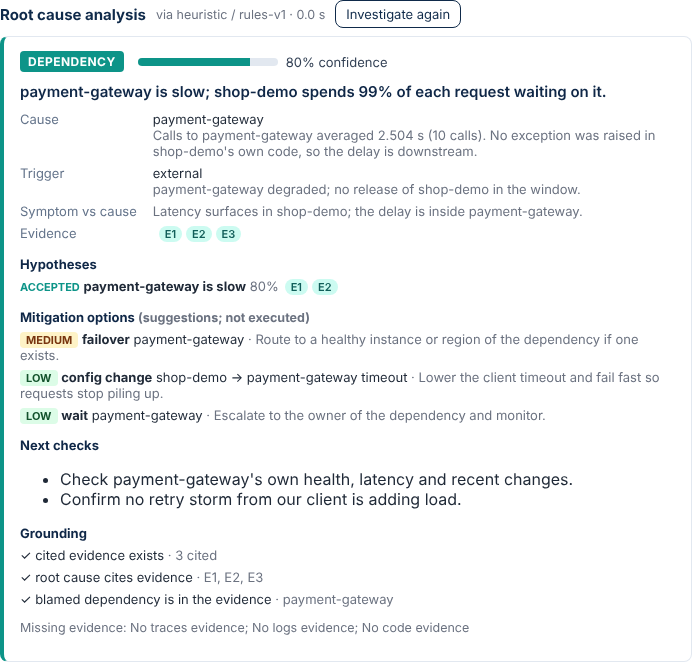 Root cause analysis via heuristic / rules-v1 · 0.0 s Investigate again
DEPENDENCY 80% confidence
payment-gateway is slow; shop-demo spends 99% of each request waiting on it.
Cause payment-gateway
Calls to payment-gateway averaged 2.504 s (10 calls). No exception was raised in
shop-demo's own code, so the delay is downstream.
Trigger external
payment-gateway degraded; no release of shop-demo in the window.
Symptom vs cause Latency surfaces in shop-demo; the delay is inside payment-gateway.
Evidence E1 E2 E3
Hypotheses
ACCEPTED payment-gateway is slow 80% E1 E2
Mitigation options (suggestions; not executed)
MEDIUM failover payment-gateway · Route to a healthy instance or region of the dependency if one
exists.
LOW config change shop-demo → payment-gateway timeout · Lower the client timeout and fail fast so
requests stop piling up.
LOW wait payment-gateway · Escalate to the owner of the dependency and monitor.
Next checks
• Check payment-gateway's own health, latency and recent changes.
• Confirm no retry storm from our client is adding load.
Grounding
✓ cited evidence exists · 3 cited
✓ root cause cites evidence · E1, E2, E3
✓ blamed dependency is in the evidence · payment-gateway
Missing evidence: No traces evidence; No logs evidence; No code evidence